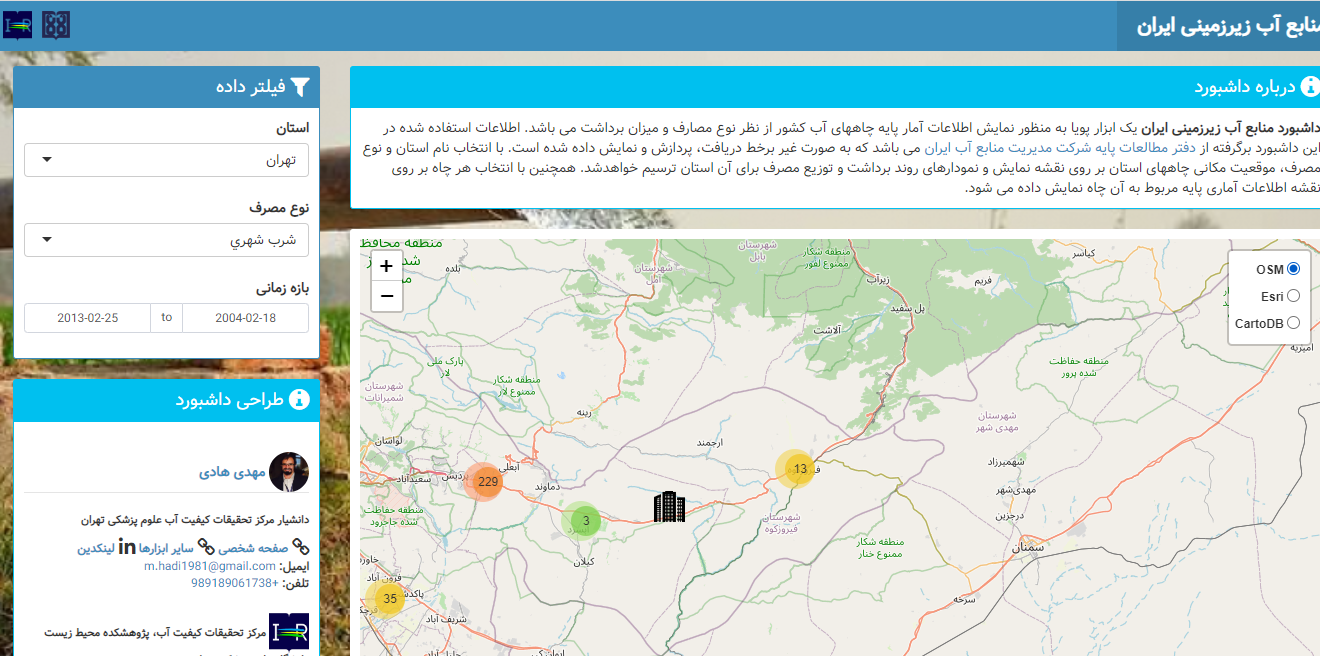 منابع آب زیرزمینی ایران
درباره داشبورد
داشبورد منابع آب زیرزمینی ایران یک ابزار پویا به منظور نمایش اطلاعات آمار پایه چاههای آب کشور از نظر نوع مصارف و میزان برداشت می باشد. اطلاعات استفاده شده در
این داشبورد برگفته از دفتر مطالعات پایه شرکت مدیریت منابع آب ایران می باشد که به صورت غیر برخط دریافت، پردازش و نمایش داده شده است. با انتخاب نام استان و نوع
مصرف، موقعیت مکانی چاههای استان بر روی نقشه نمایش و نمودارهای روند برداشت و توزیع مصرف برای آن استان ترسیم خواهدشد. همچنین با انتخاب هر چاه بر روی
نقشه اطلاعات آماری پایه مربوط به آن چاه نمایش داده می شود.
فیلتر داده
استان
تهران
نوع مصرف
شرب شهري
بازه زمانی
2013-02-25 to 2004-02-18
طراحی داشبورد
مهدی هادی
دانشیار مرکز تحقیقات کیفیت آب علوم پزشکی تهران
صفحه شخصی سایر ابزارها لینکدین
ایمیل: m.hadi1981@gmail.com
تلفن: +989189061738
مرکز تحقیقات کیفیت آب، پژوهشکده محیط زیست
+
−
OSM
Esri
CartoDB
منطقه محافظ
بلده
شهرستان
آمل
شهرستان
بابل
منطقه شکار
ممنوع لفور
کیاسر
زیرآب
فریم
پل سفید
آلاشت
امیریه
پارک ملی
لار
منطقه شکار
ممنوع لار
منطقه حفاظت
شده پرور
شهرستان
شمیرانات
رینه
شهرستان
مهدی شهر
لواسان
ارجمند
آبعلی
شهمیرزاد
13
229
پردیس
سعیدآباد
دماوند
مهدی‌شهر
منطقه حفاظت
شده جاجرود
3
شهرستان
فیروزکوه
درجزین
منطقه شکار
ممنوع خنار
سمنان
کیلان
فرون آباد
35
پاکدشت
سرخه
شریف آباد
ایوانکی